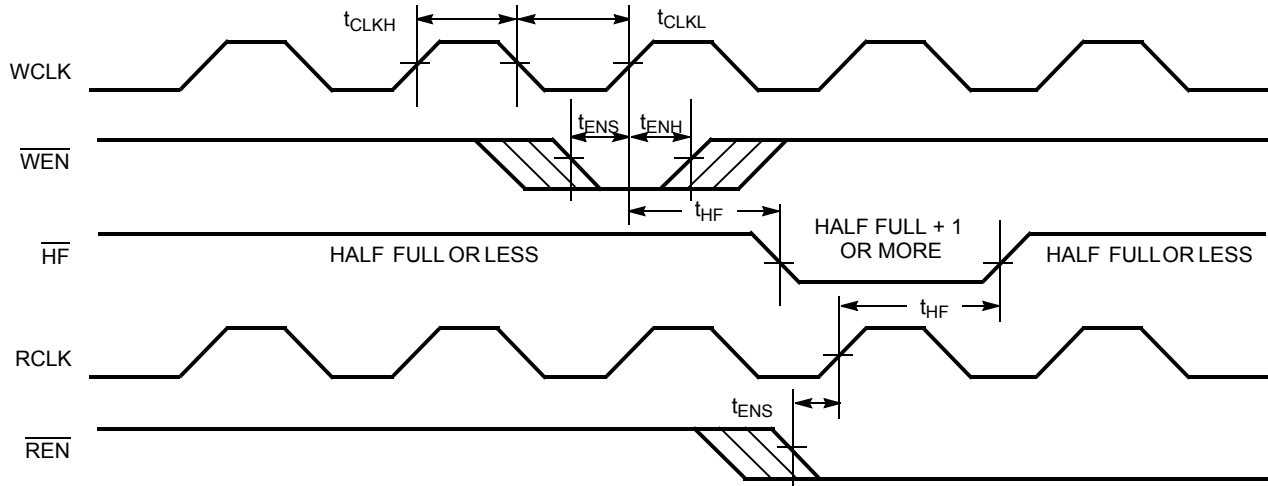 tCLKH
tCLKL
WCLK
tENS
tENH
WEN
tHF
HALF FULL + 1
OR MORE
HF
HALF FULL OR LESS
HALF FULL OR LESS
tHF
RCLK
tENS
REN